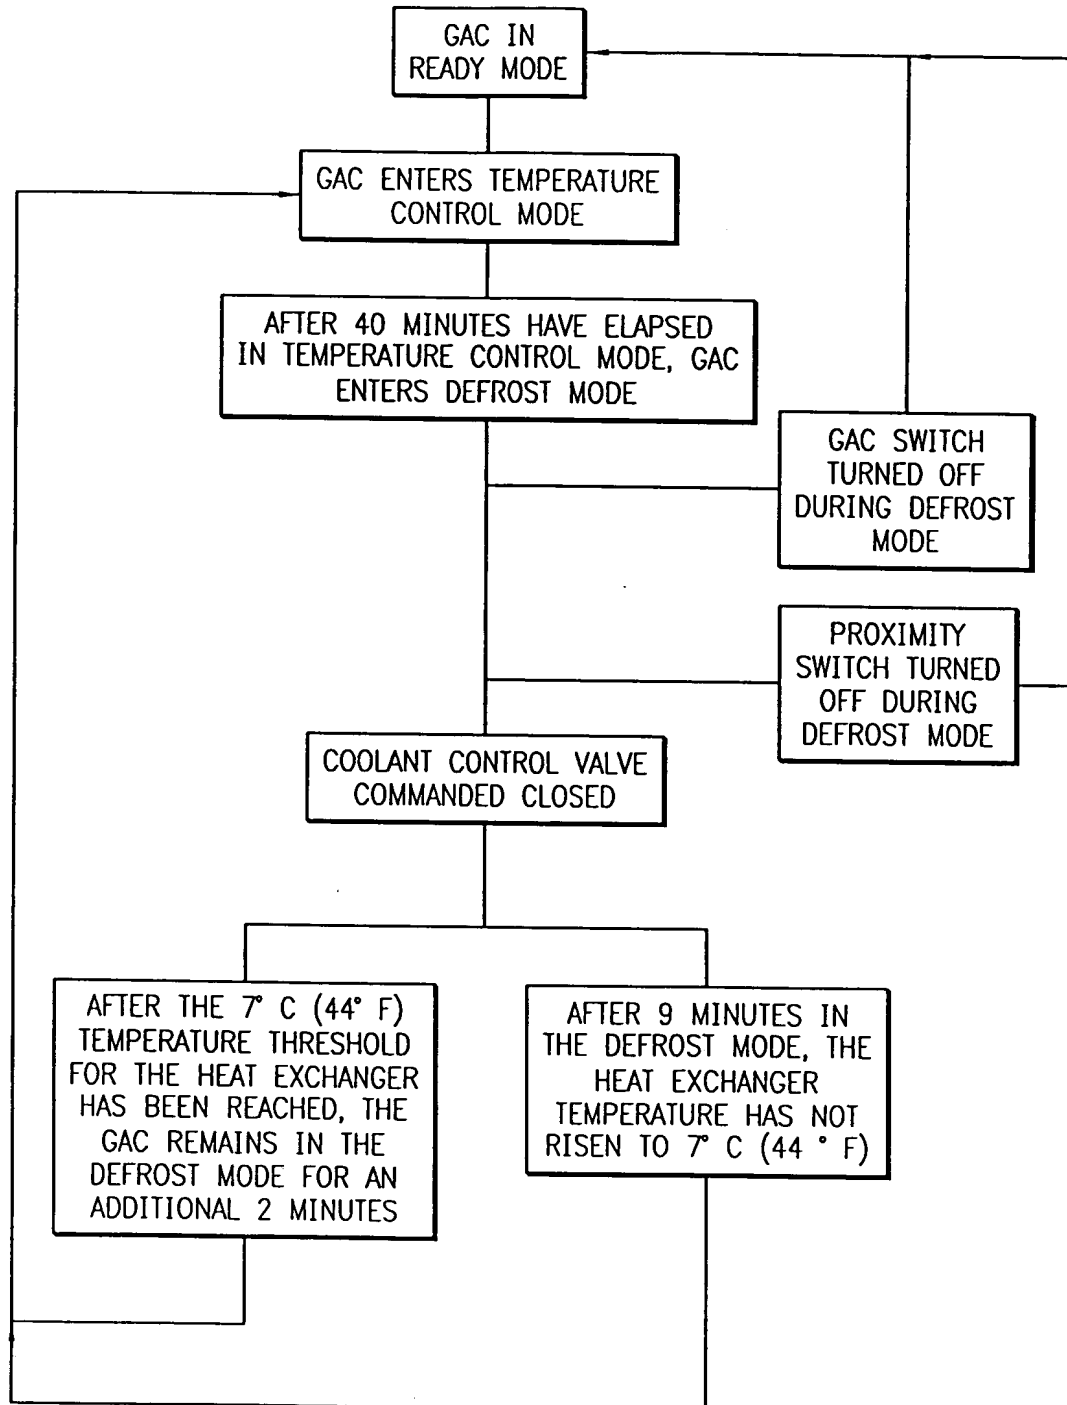 GAC IN
READY MODE
GAC ENTERS TEMPERATURE
CONTROL MODE
AFTER 40 MINUTES HAVE ELAPSED
IN TEMPERATURE CONTROL MODE, GAC
ENTERS DEFROST MODE
GAC SWITCH
TURNED OFF
DURING DEFROST
MODE
PROXIMITY
SWITCH TURNED
OFF DURING
DEFROST MODE
COOLANT CONTROL VALVE
COMMANDED CLOSED
AFTER THE 7° C (44° F)
TEMPERATURE THRESHOLD
FOR THE HEAT EXCHANGER
HAS BEEN REACHED, THE
GAC REMAINS IN THE
DEFROST MODE FOR AN
ADDITIONAL 2 MINUTES
AFTER 9 MINUTES IN
THE DEFROST MODE, THE
HEAT EXCHANGER
TEMPERATURE HAS NOT
RISEN TO 7° C (44 ° F)